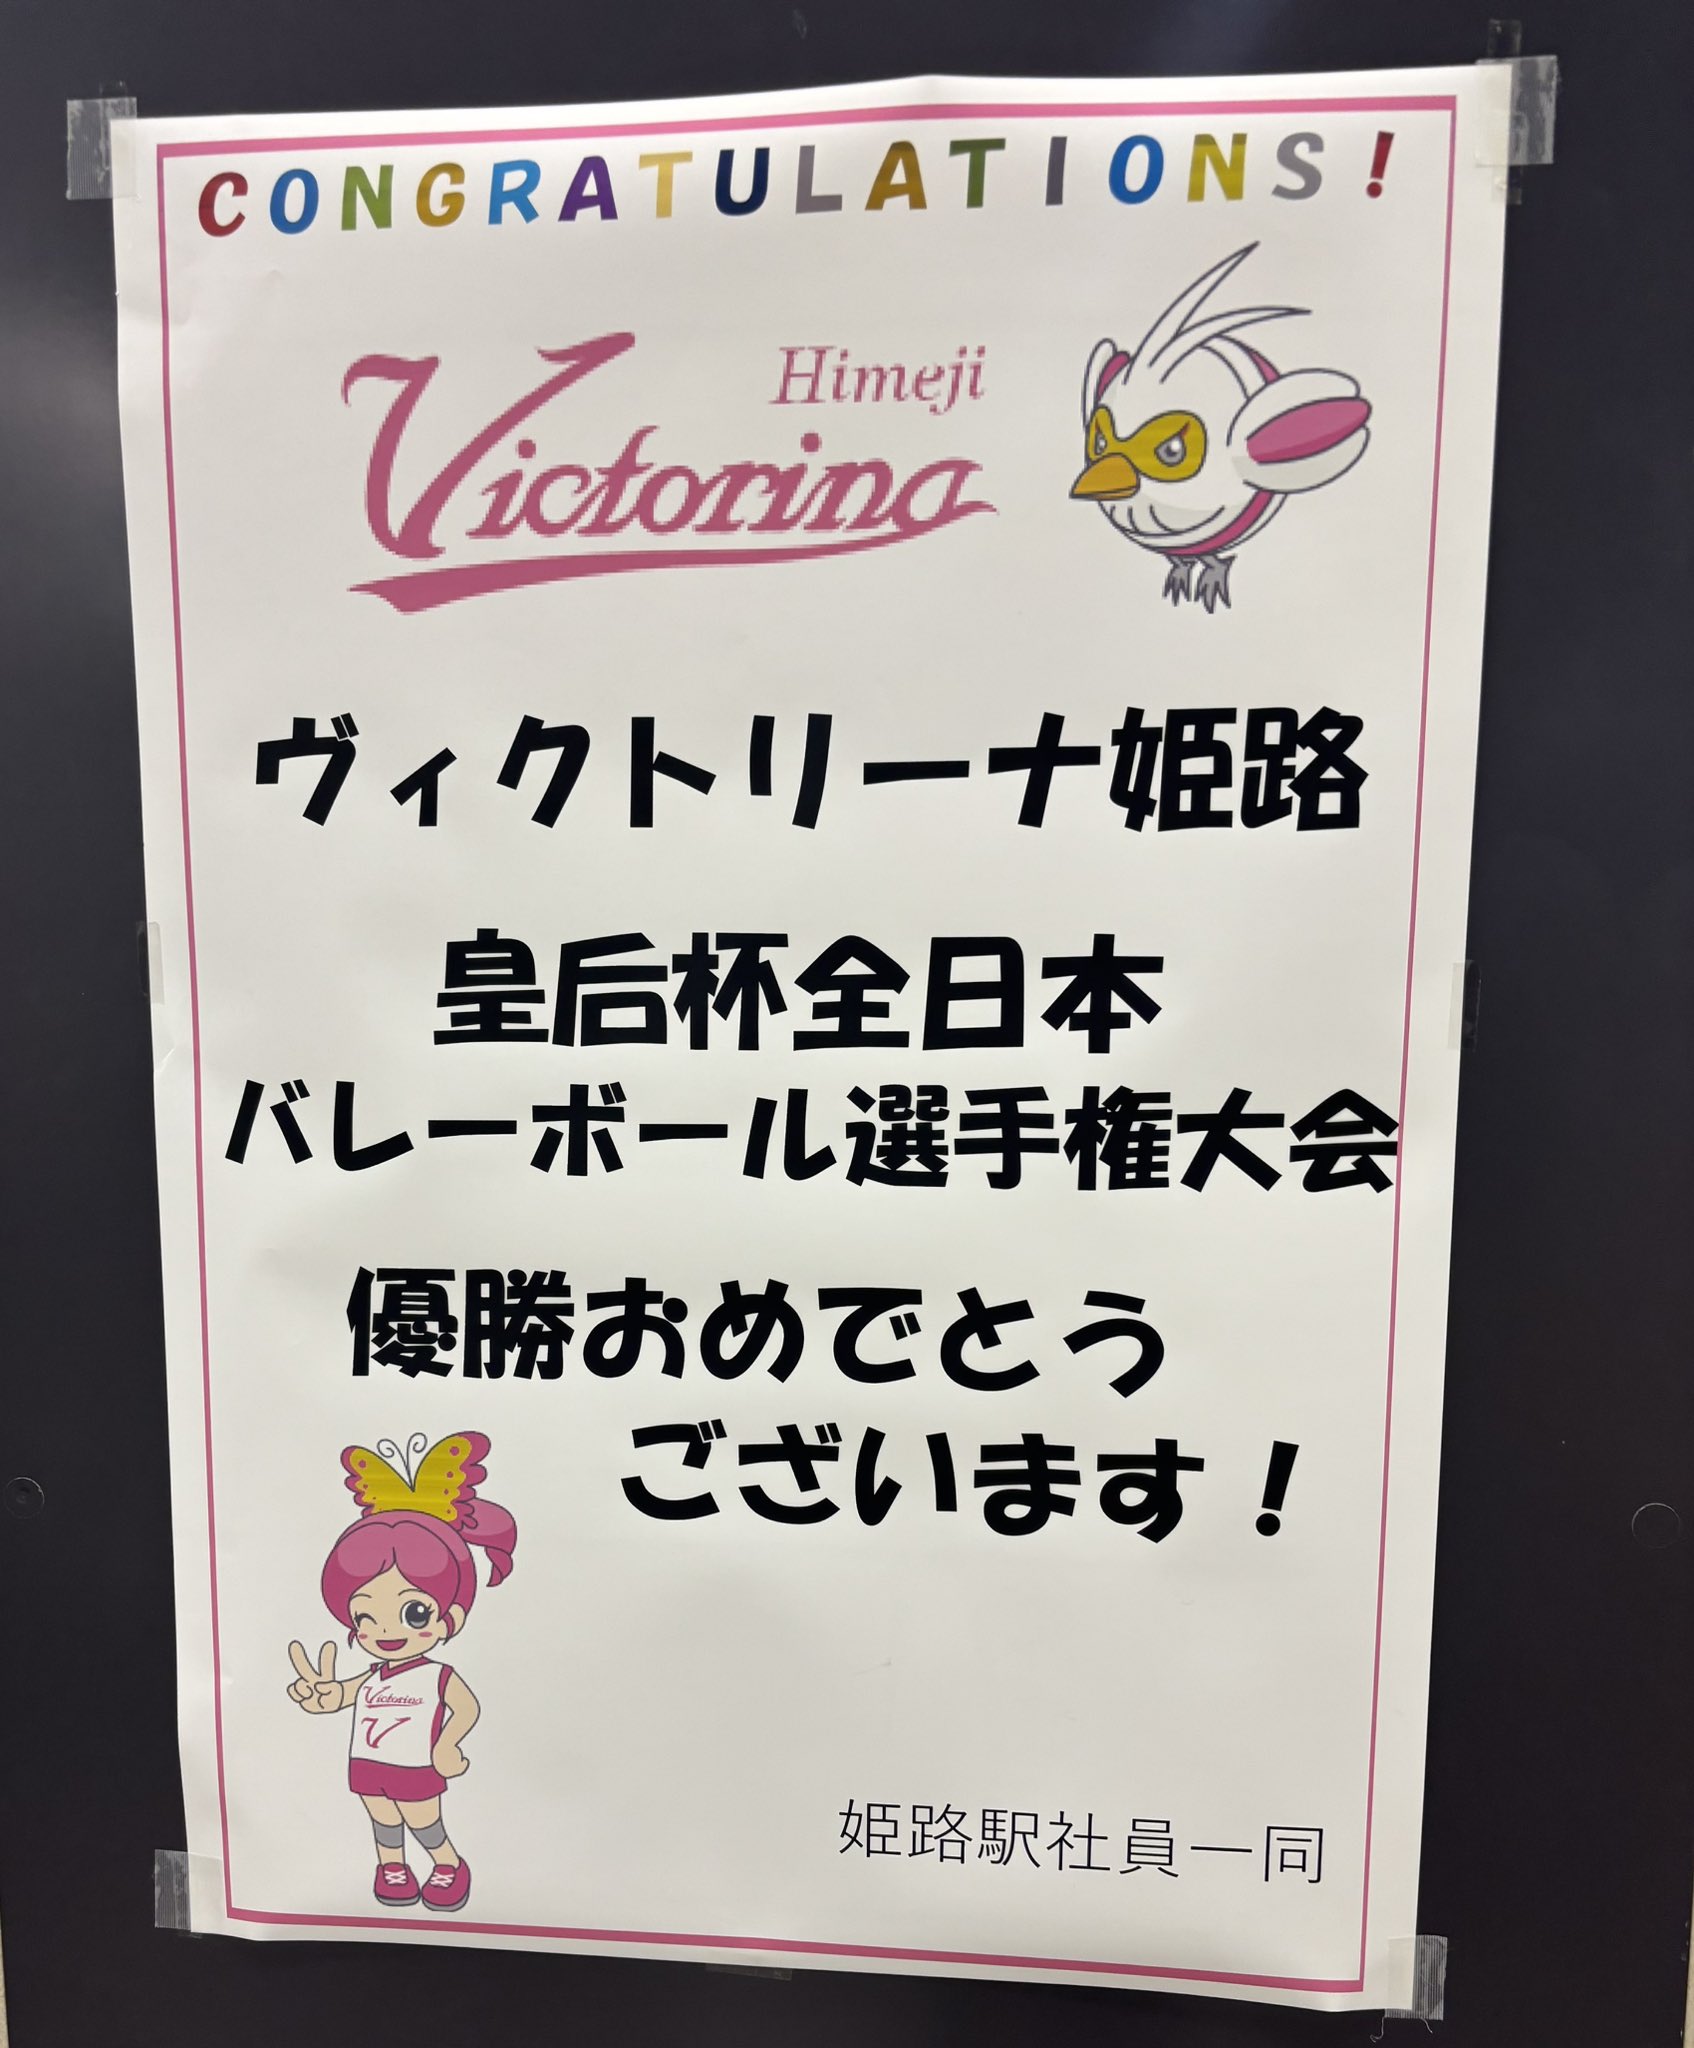 CONGRATULATIONS!
Himeji
Victorina
ヴィクトリーナ姫路
皇后杯全日本
バレーボール選手権大会
優勝おめでとう
ございます！
Victorina
V
姫路駅社員一同